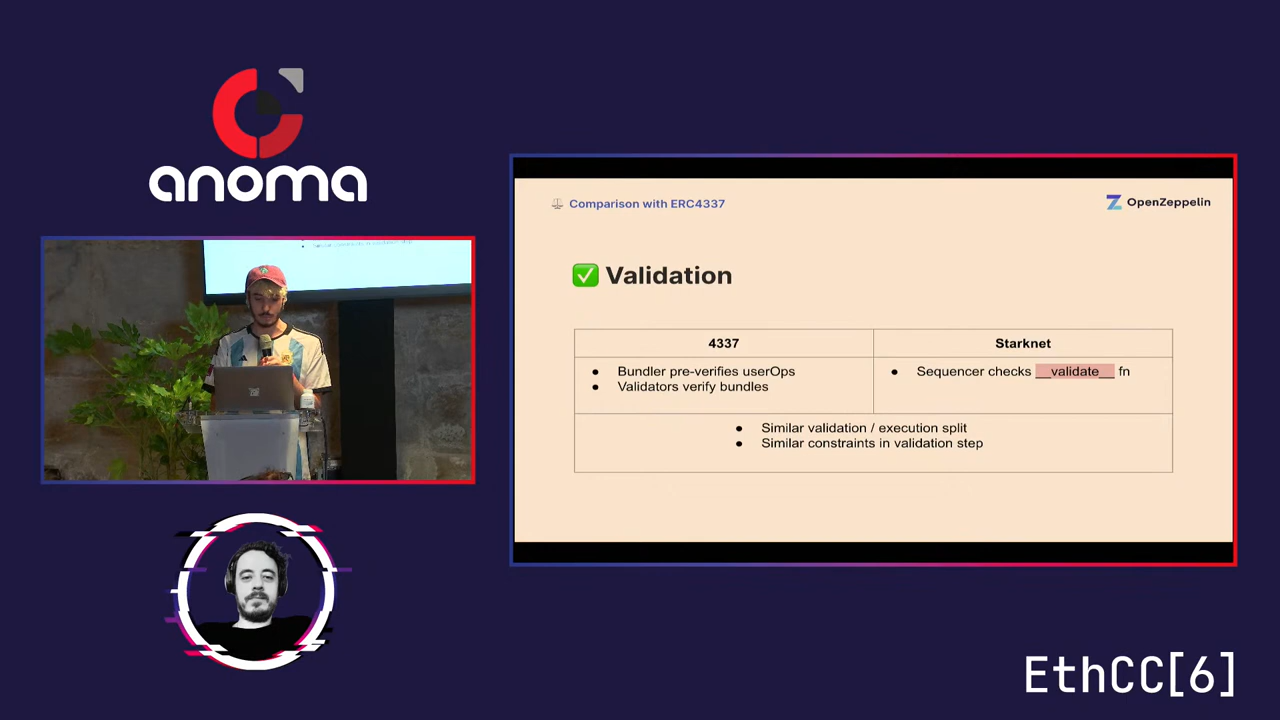 anoma
Comparison with ERC4337
OpenZeppelin
✅ Validation
4337
Starknet
● Bundler pre-verifies userOps
● Validators verify bundles
● Sequencer checks __validate__ fn
● Similar validation / execution split
● Similar constraints in validation step
EthCC[6]